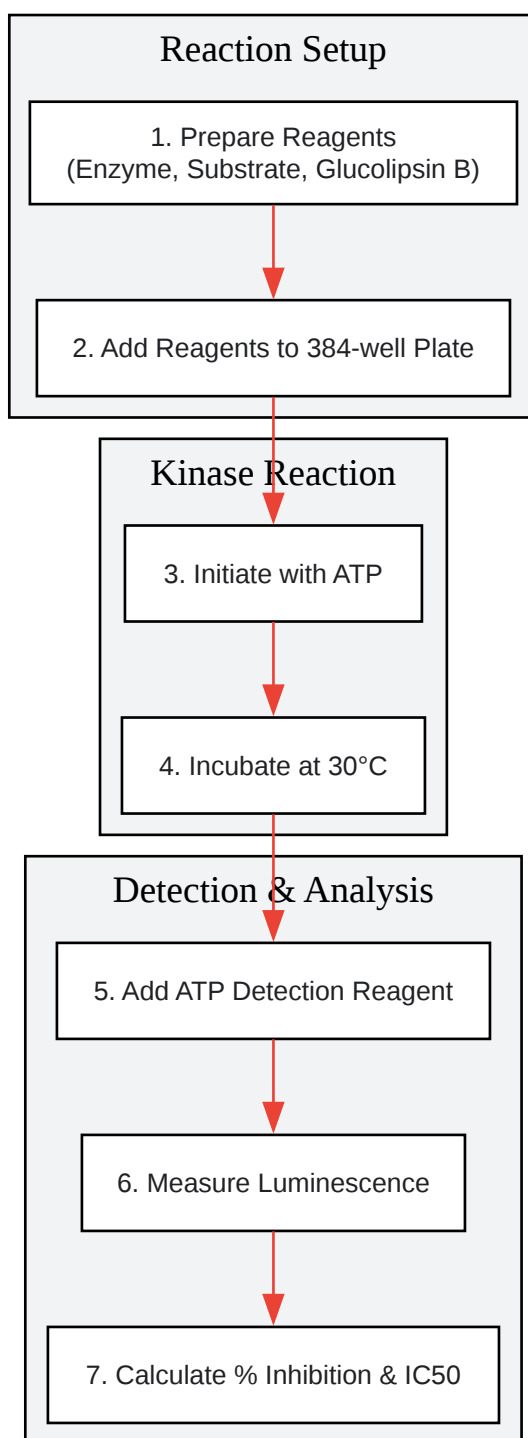 Reaction Setup
1. Prepare Reagents
(Enzyme, Substrate, Glucolipsin B)
2. Add Reagents to 384-well Plate
Kinase Reaction
3. Initiate with ATP
4. Incubate at 30°C
Detection & Analysis
5. Add ATP Detection Reagent
6. Measure Luminescence
7. Calculate % Inhibition & IC50